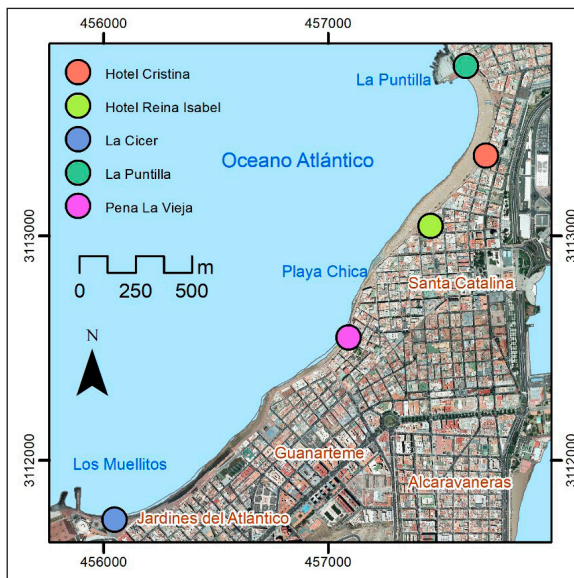 456000 457000
Hotel Cristina
Hotel Reina Isabel
La Cicer
La Puntilla
Pena La Vieja
La Puntilla
Oceano Atlántico
3113000
3113000
Playa Chica
Santa Catalina
m
0 250 500
N
Guanarteme
Los Muellitos
Alcaravaneras
3112000
3112000
Jardines del Atlántico
456000 457000